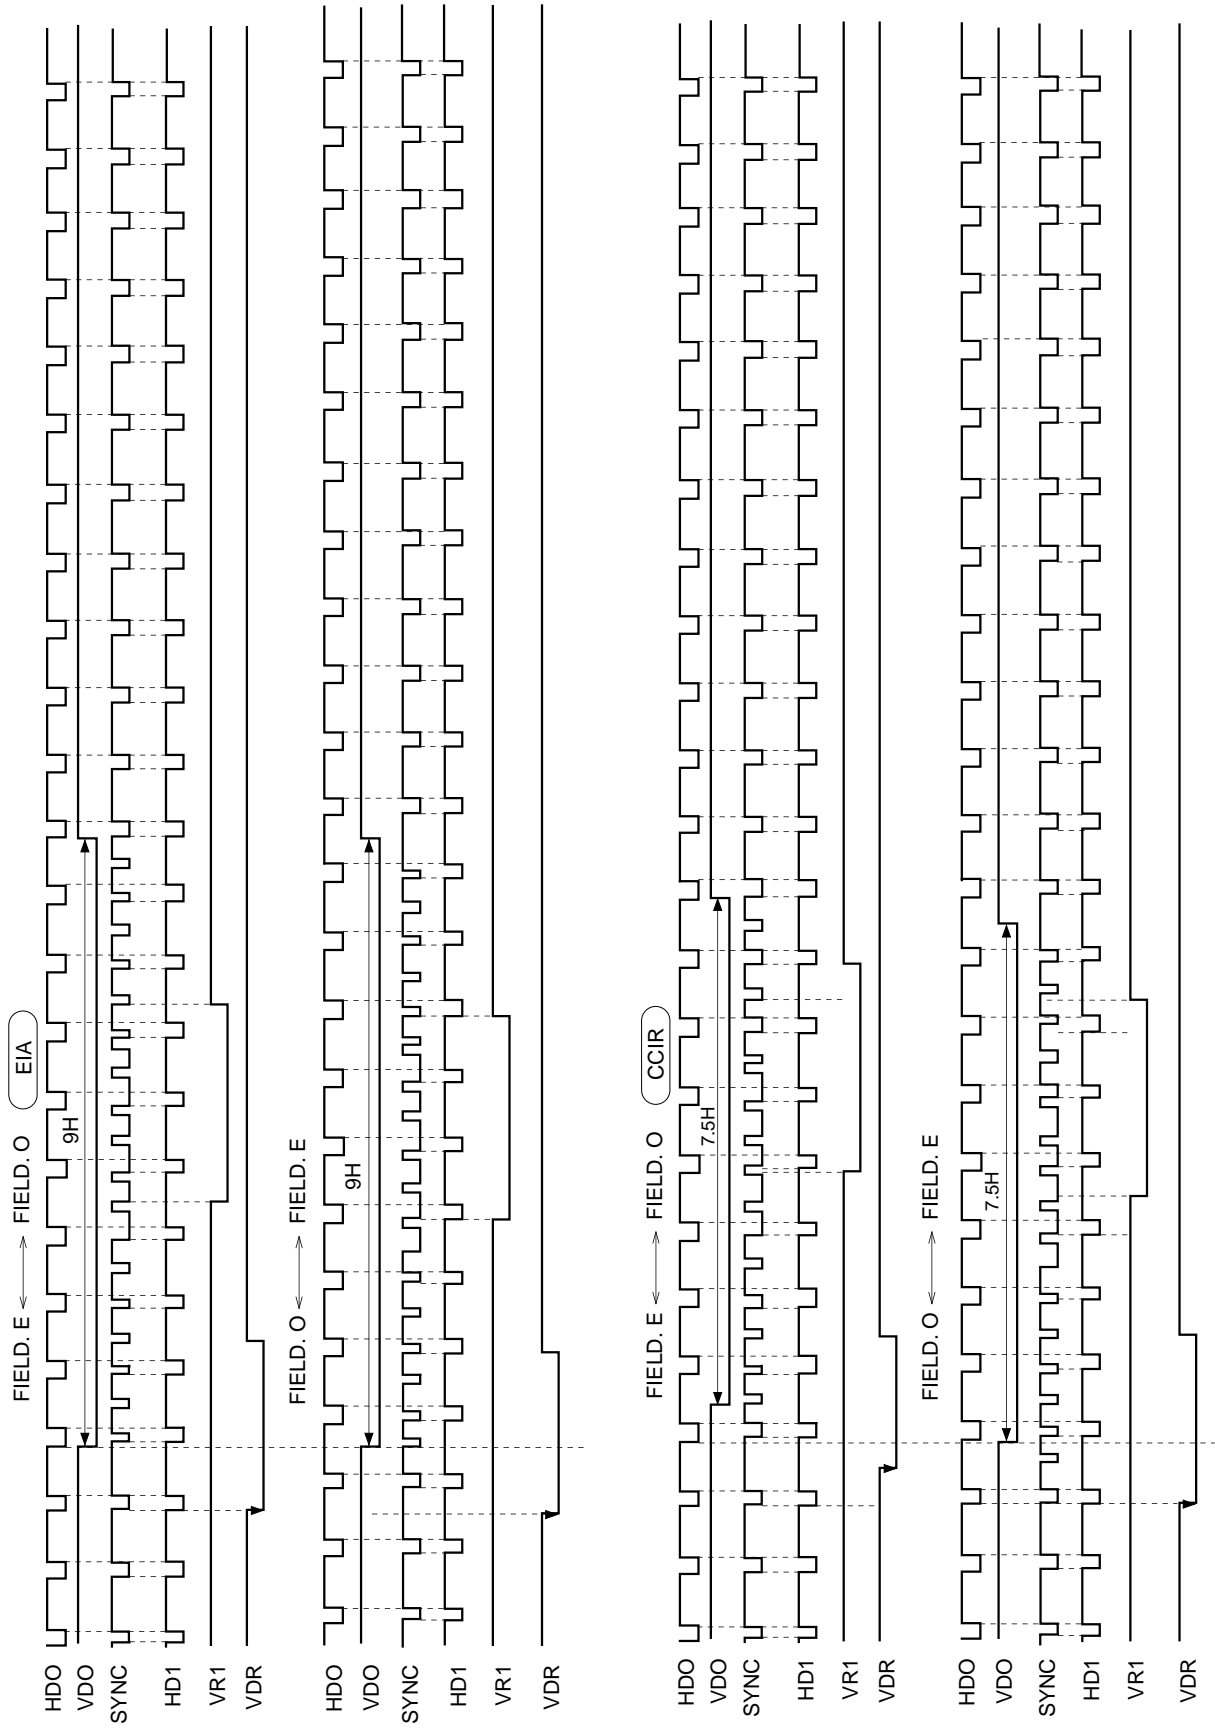 EIA
FIELD. E
FIELD. O
HDO
VDO
9H
SYNC
HD1
VR1
VDR
FIELD. O
FIELD. E
HDO
VDO
9H
SYNC
HD1
VR1
VDR
CCIR
FIELD. E
FIELD. O
HDO
VDO
7.5H
SYNC
HD1
VR1
VDR
FIELD. O
FIELD. E
HDO
VDO
7.5H
SYNC
HD1
VR1
VDR